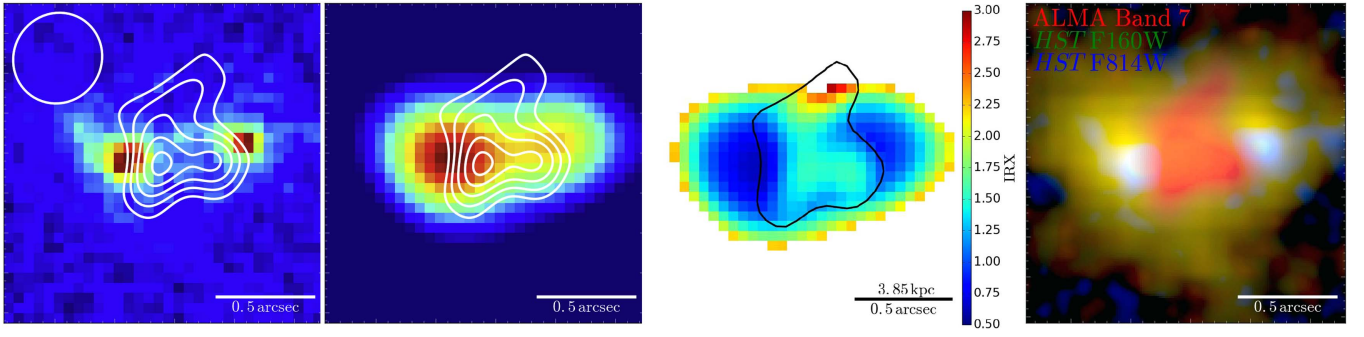 0.5 arcsec
0.5 arcsec
3.85 kpc
0.5 arcsec
3.00
2.75
2.50
2.25
2.00
1.75
1.50
1.25
1.00
0.75
0.50
IRX
ALMA Band 7
HST F160W
HST F814W
0.5 arcsec